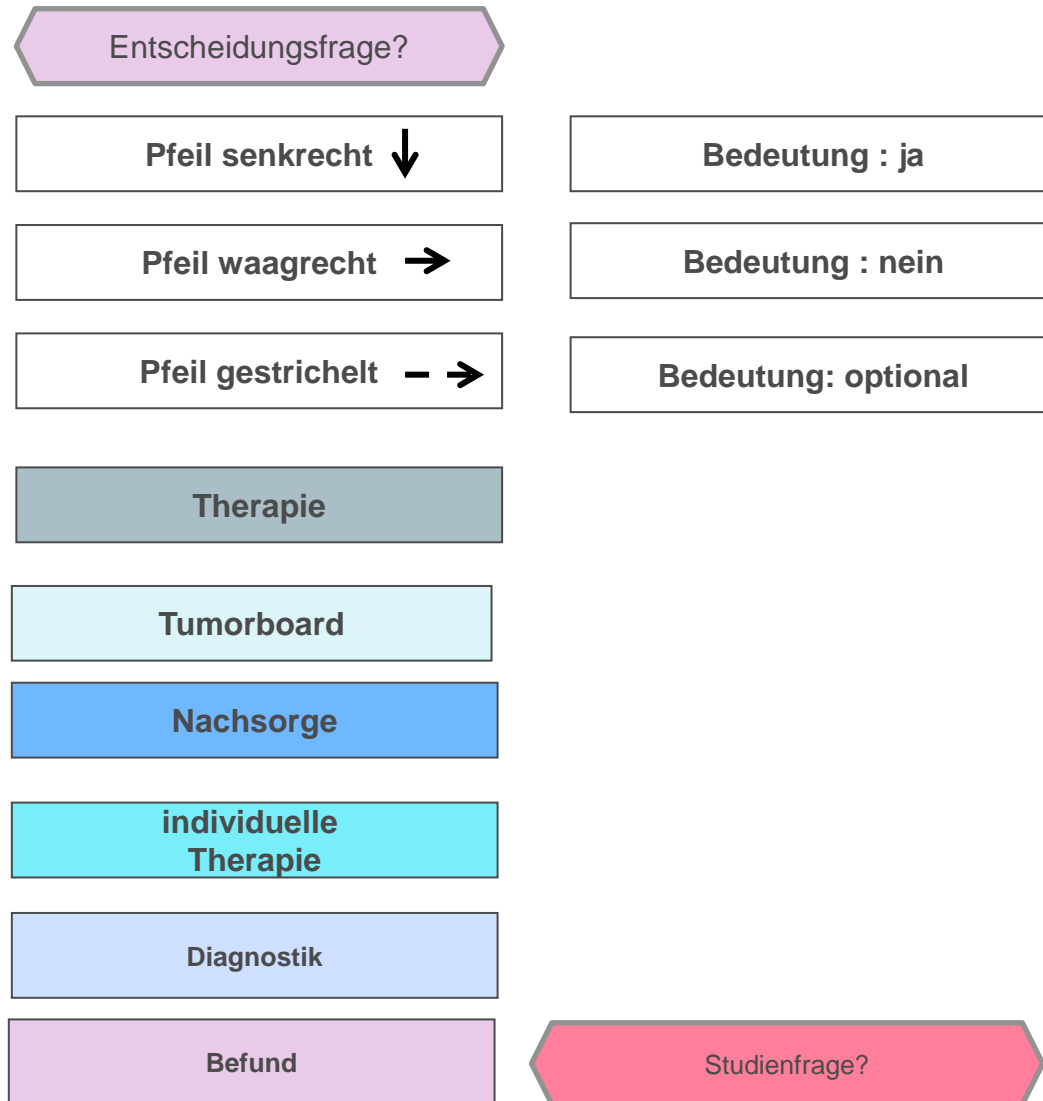 Entscheidungsfrage?
Pfeil senkrecht
Bedeutung : ja
Pfeil waagrecht
Bedeutung : nein
Pfeil gestrichelt
Bedeutung: optional
Therapie
Tumorboard
Nachsorge
individuelle
Therapie
Diagnostik
Befund
Studienfrage?